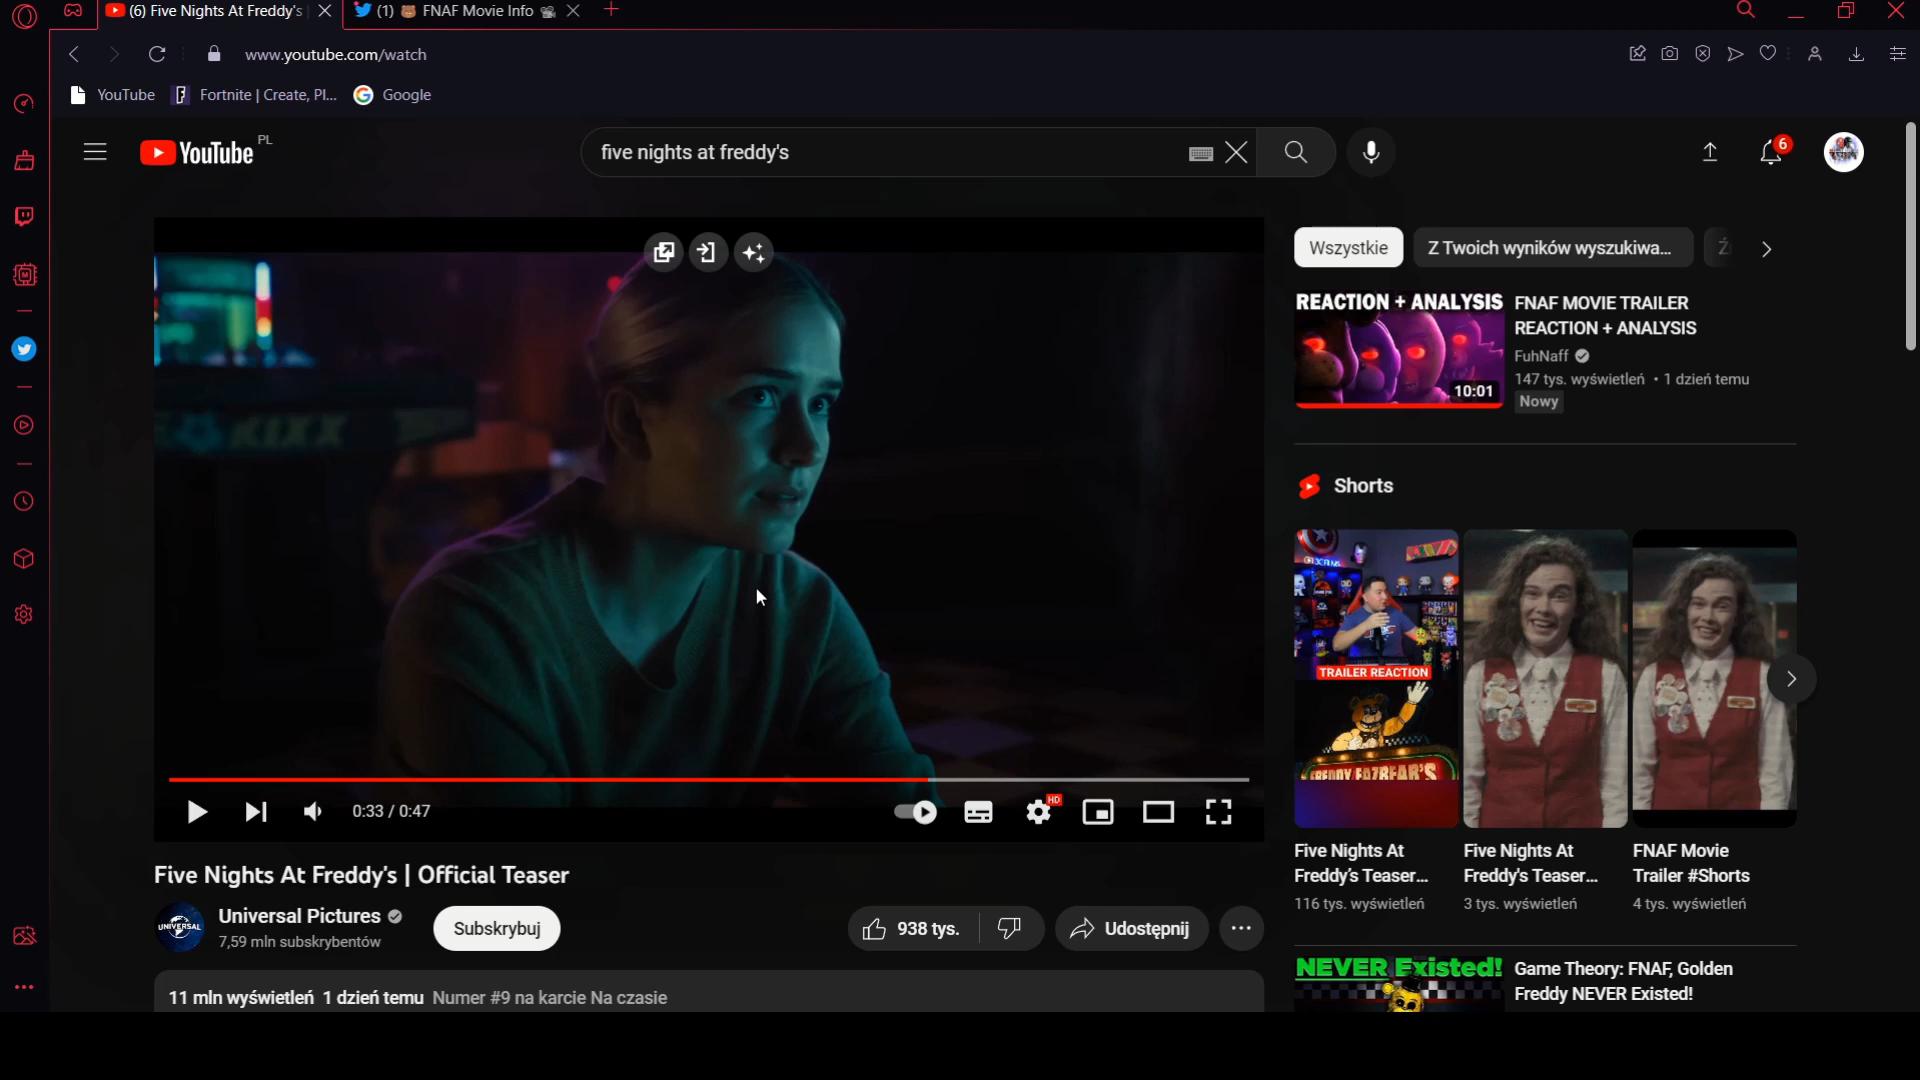 (6) Five Nights At Freddy's
(1) 🐻 FNAF Movie Info 📽
www.youtube.com/watch
YouTube
Fortnite | Create, Pl...
Google
YouTube PL
five nights at freddy's
6
Wszystkie
Z Twoich wyników wyszukiwa...
REACTION + ANALYSIS
10:01
FNAF MOVIE TRAILER
REACTION + ANALYSIS
FuhNaff
147 tys. wyświetleń • 1 dzień temu
Nowy
KIXX
Shorts
TRAILER REACTION
FREDDY FAZBEAR'S
0:33 / 0:47
HD
Five Nights At Freddy's | Official Teaser
UNIVERSAL
Universal Pictures
7,59 mln subskrybentów
Subskrybuj
938 tys.
Udostępnij
11 mln wyświetleń 1 dzień temu Numer #9 na karcie Na czasie
Five Nights At
Freddy's Teaser...
116 tys. wyświetleń
Five Nights At
Freddy's Teaser...
3 tys. wyświetleń
FNAF Movie
Trailer #Shorts
4 tys. wyświetleń
NEVER Existed!
Game Theory: FNAF, Golden
Freddy NEVER Existed!